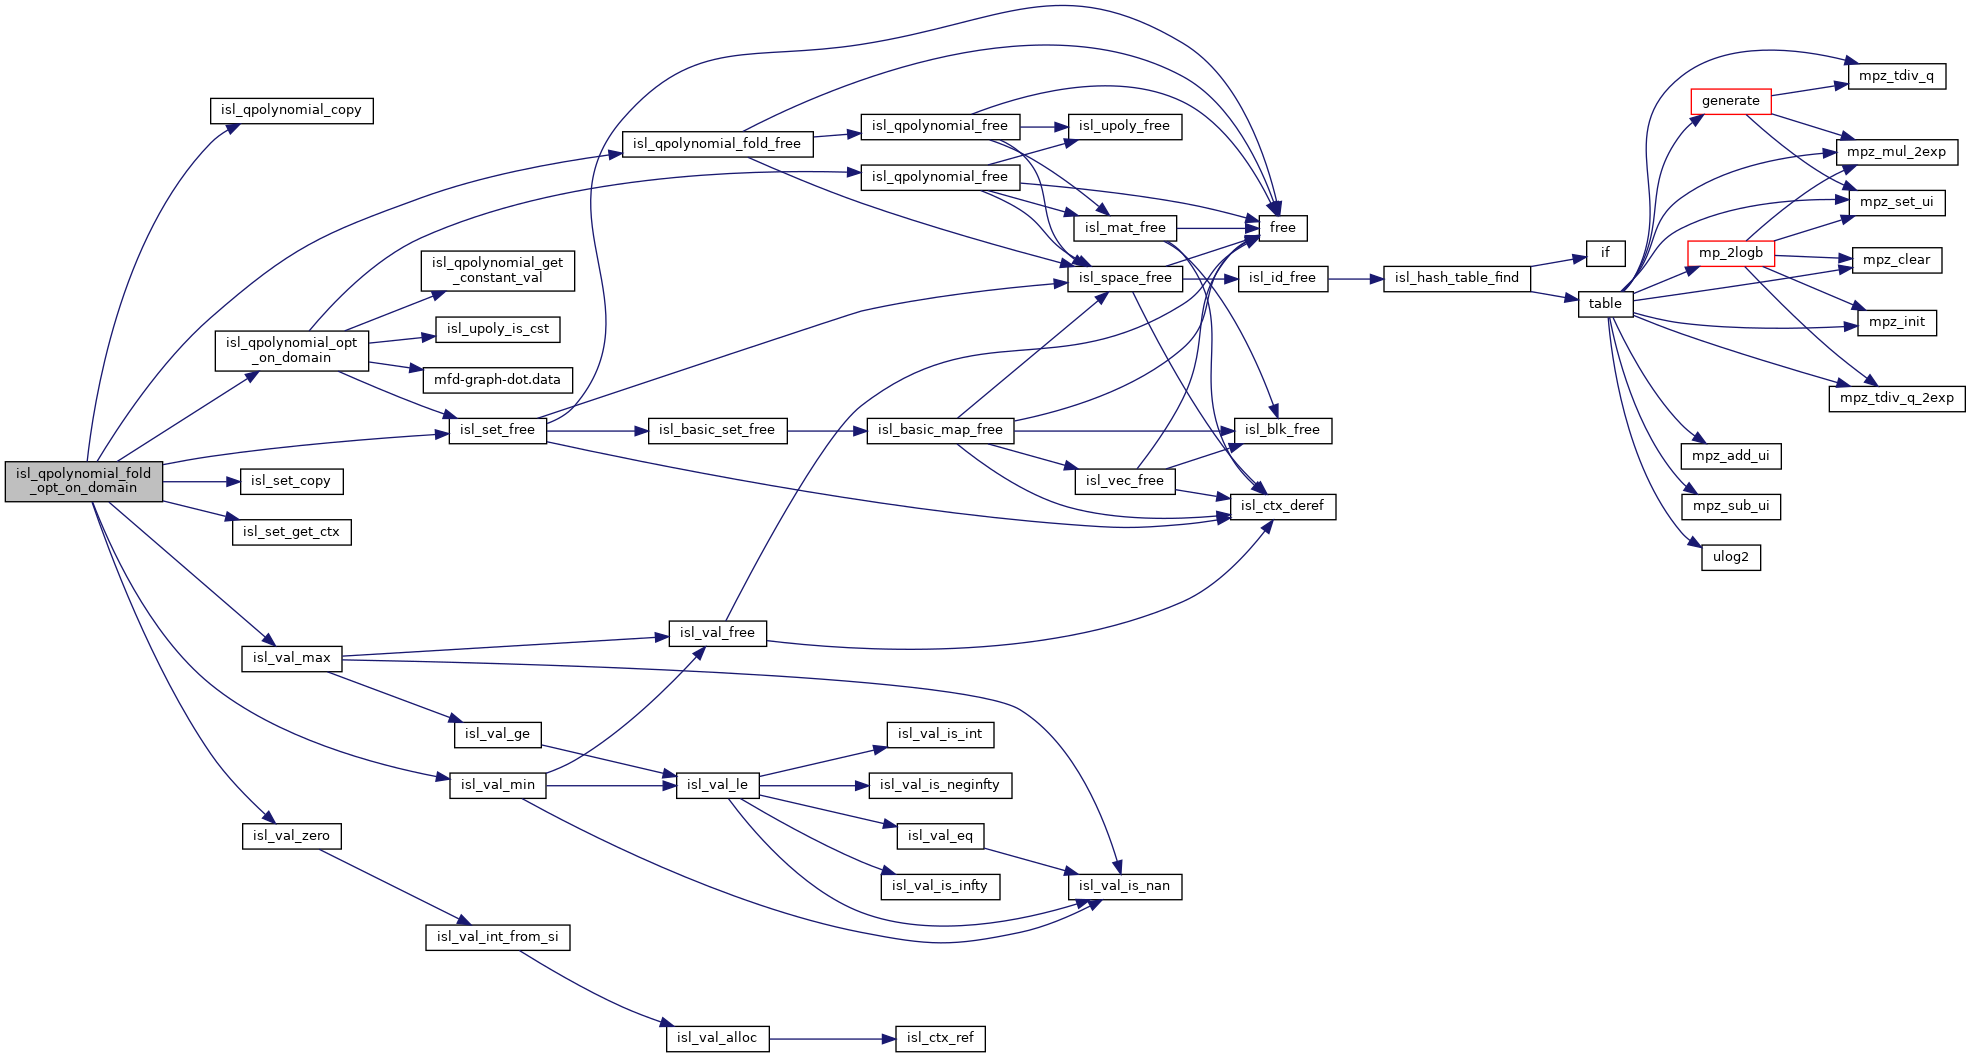 isl_qpolynomial_fold
_opt_on_domain
isl_qpolynomial_copy
isl_qpolynomial_opt
_on_domain
isl_set_copy
isl_set_get_ctx
isl_val_max
isl_val_zero
isl_qpolynomial_get
_constant_val
isl_upoly_is_cst
mfd-graph-dot.data
isl_set_free
isl_val_ge
isl_val_min
isl_val_int_from_si
isl_qpolynomial_fold_free
isl_basic_set_free
isl_val_free
isl_val_le
isl_val_alloc
isl_qpolynomial_free
isl_qpolynomial_free
isl_basic_map_free
isl_val_is_int
isl_val_is_neginfty
isl_val_eq
isl_val_is_infty
isl_ctx_ref
isl_upoly_free
isl_mat_free
isl_space_free
isl_vec_free
isl_val_is_nan
free
isl_id_free
isl_blk_free
isl_ctx_deref
isl_hash_table_find
if
table
generate
mp_2logb
mpz_add_ui
mpz_sub_ui
ulog2
mpz_tdiv_q
mpz_mul_2exp
mpz_set_ui
mpz_clear
mpz_init
mpz_tdiv_q_2exp